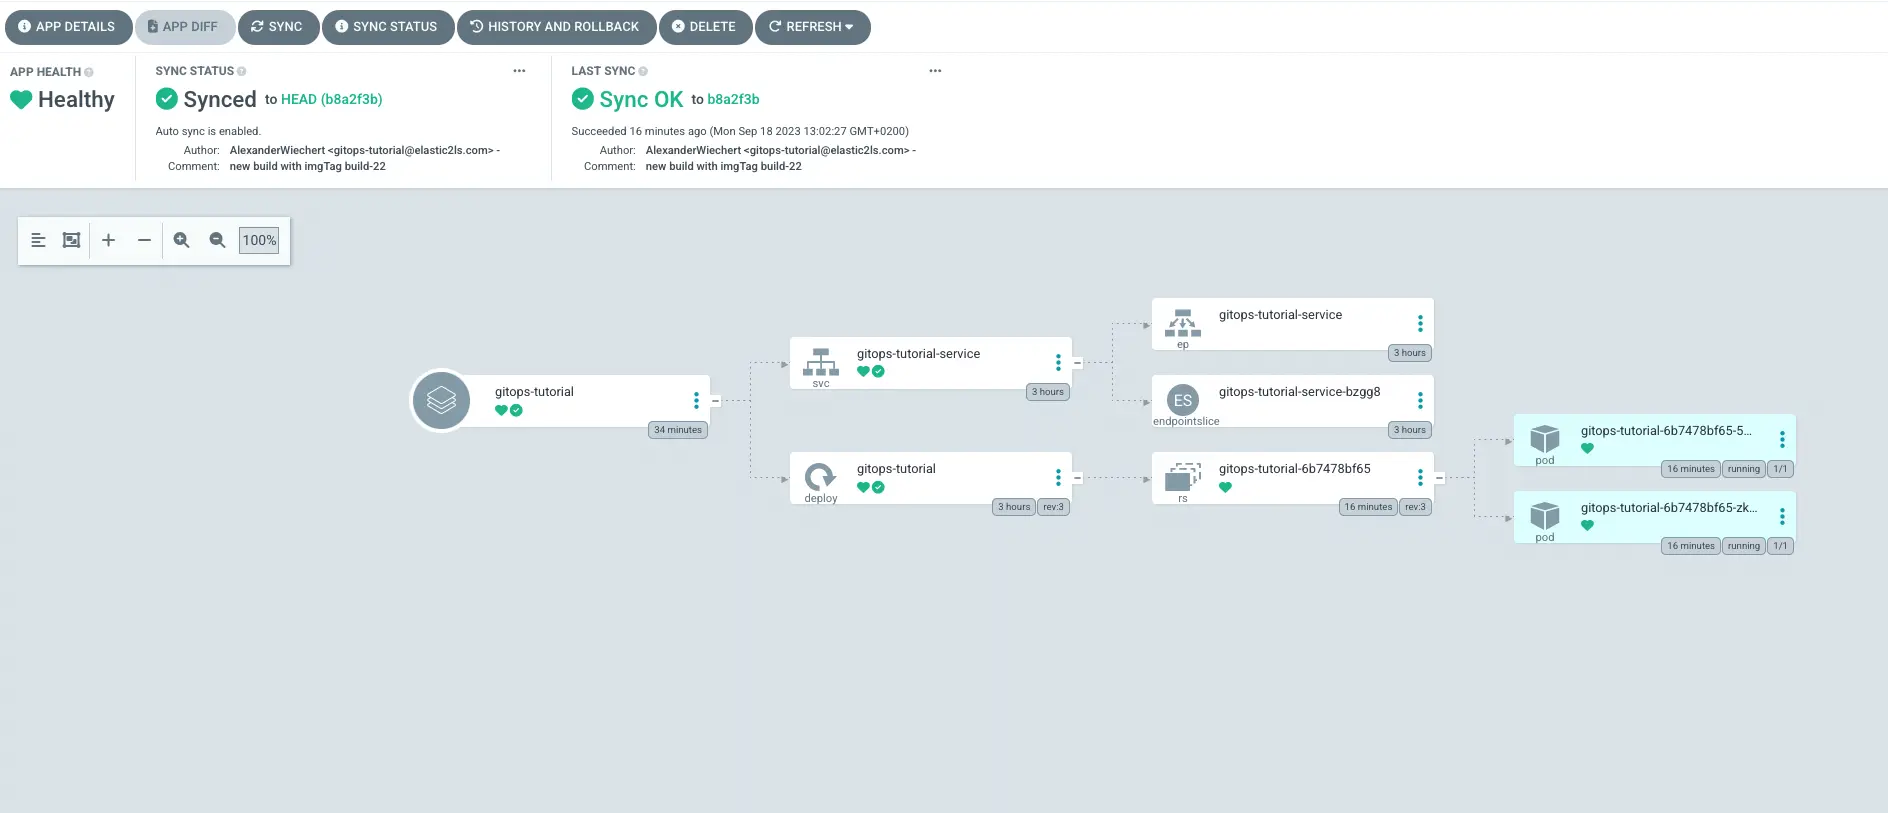 APP DETAILS
APP DIFF
SYNC
SYNC STATUS
HISTORY AND ROLLBACK
DELETE
REFRESH
APP HEALTH
Healthy
SYNC STATUS
Synced to HEAD (b8a2f3b)
Auto sync is enabled.
Author: AlexanderWiechert <gitops-tutorial@elastic2ls.com> -
Comment: new build with imgTag build-22
LAST SYNC
Sync OK to b8a2f3b
Succeeded 16 minutes ago (Mon Sep 18 2023 13:02:27 GMT+0200)
Author: AlexanderWiechert <gitops-tutorial@elastic2ls.com> -
Comment: new build with imgTag build-22
100%
gitops-tutorial
34 minutes
gitops-tutorial-service
svc
3 hours
gitops-tutorial
deploy
3 hours rev:3
gitops-tutorial-service
ep
3 hours
gitops-tutorial-service-bzgg8
ES
endpointslice
3 hours
gitops-tutorial-6b7478bf65
rs
16 minutes rev:3
gitops-tutorial-6b7478bf65-5...
pod
16 minutes running 1/1
gitops-tutorial-6b7478bf65-zk...
pod
16 minutes running 1/1